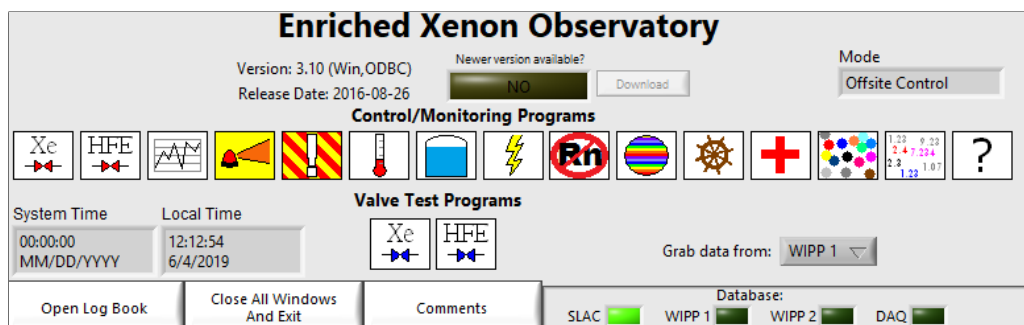 Enriched Xenon Observatory
Version: 3.10 (Win,ODBC)
Release Date: 2016-08-26
Newer version available?
NO
Download
Mode
Offsite Control
Control/Monitoring Programs
Xe
HFE
!
Rn
1.23 9.23
2.4 7.234
2.3 1.07
1.23
?
System Time
00:00:00
MM/DD/YYYY
Local Time
12:12:54
6/4/2019
Valve Test Programs
Xe
HFE
Grab data from: WIPP 1
Open Log Book
Close All Windows
And Exit
Comments
Database:
SLAC WIPP 1 WIPP 2 DAQ